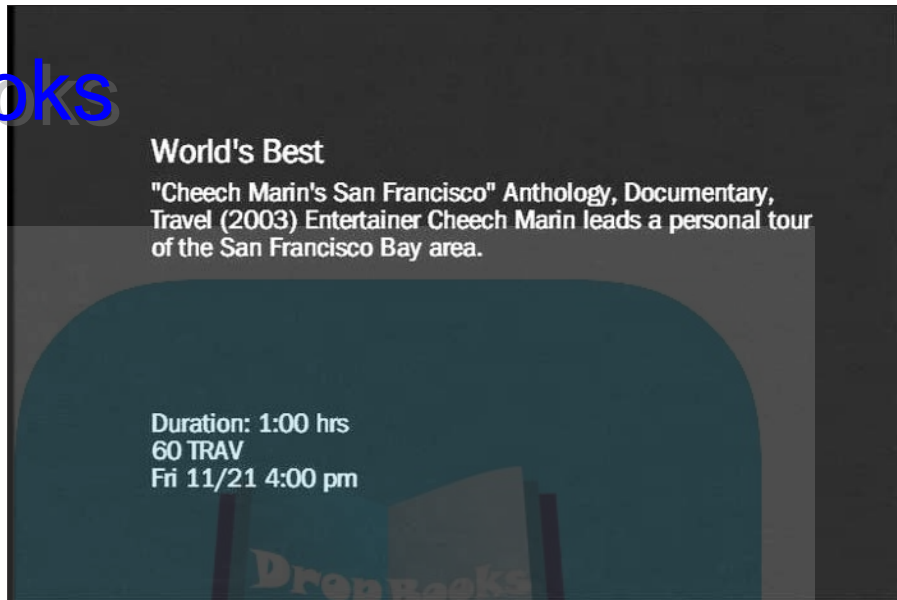 oks
World's Best
"Cheech Marin's San Francisco" Anthology, Documentary,
Travel (2003) Entertainer Cheech Marin leads a personal tour
of the San Francisco Bay area.
Duration: 1:00 hrs
60 TRAV
Fri 11/21 4:00 pm
DropBooks